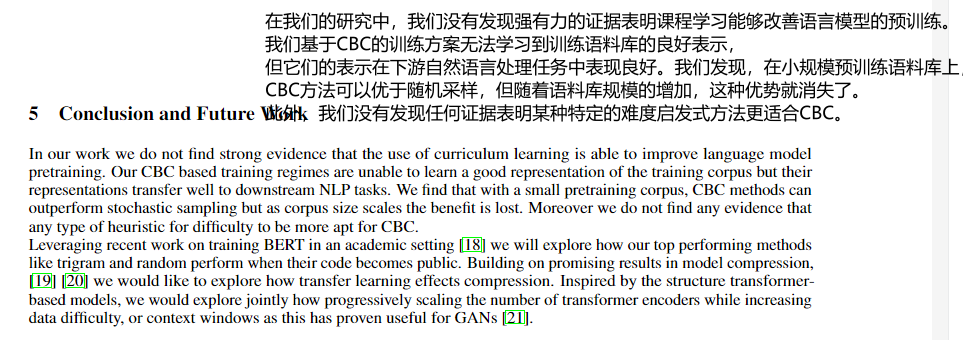 在我们的研究中，我们没有发现强有力的证据表明课程学习能够改善语言模型的预训练。
我们基于CBC的训练方案无法学习到训练语料库的良好表示，
但它们的表示在下游自然语言处理任务中表现良好。我们发现，在小规模预训练语料库上，
CBC方法可以优于随机采样，但随着语料库规模的增加，这种优势就消失了。
此外，我们没有发现任何证据表明某种特定的难度启发式方法更适合CBC。
5 Conclusion and Future Work
In our work we do not find strong evidence that the use of curriculum learning is able to improve language model
pretraining. Our CBC based training regimes are unable to learn a good representation of the training corpus but their
representations transfer well to downstream NLP tasks. We find that with a small pretraining corpus, CBC methods can
outperform stochastic sampling but as corpus size scales the benefit is lost. Moreover we do not find any evidence that
any type of heuristic for difficulty to be more apt for CBC.
Leveraging recent work on training BERT in an academic setting [18] we will explore how our top performing methods
like trigram and random perform when their code becomes public. Building on promising results in model compression,
[19] [20] we would like to explore how transfer learning effects compression. Inspired by the structure transformer-
based models, we would explore jointly how progressively scaling the number of transformer encoders while increasing
data difficulty, or context windows as this has proven useful for GANs [21].